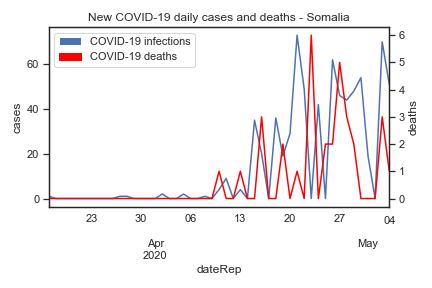 New COVID-19 daily cases and deaths - Somalia
COVID-19 infections
COVID-19 deaths
cases
60
40
20
0
deaths
6
5
4
3
2
1
0
23 30 06 13 20 27 04
Apr May
2020
dateRep